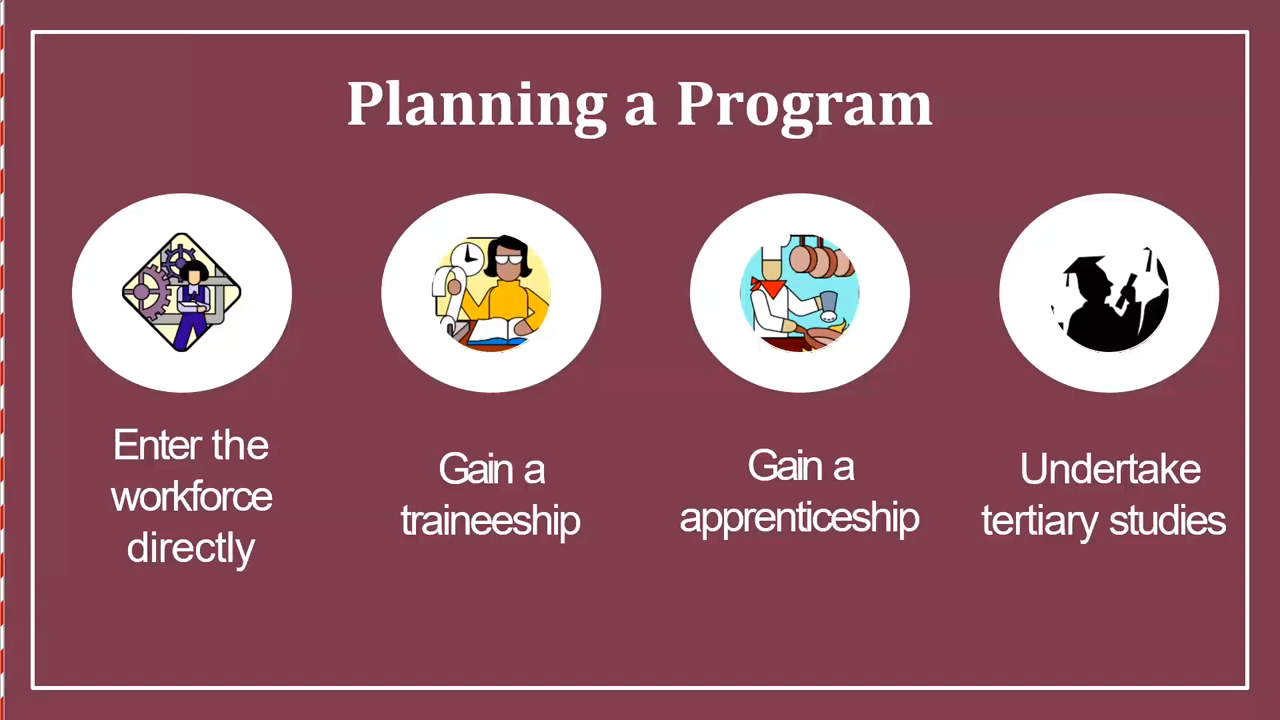 Planning a Program
Enter the
workforce
directly
Gain a
traineeship
Gain a
apprenticeship
Undertake
tertiary studies